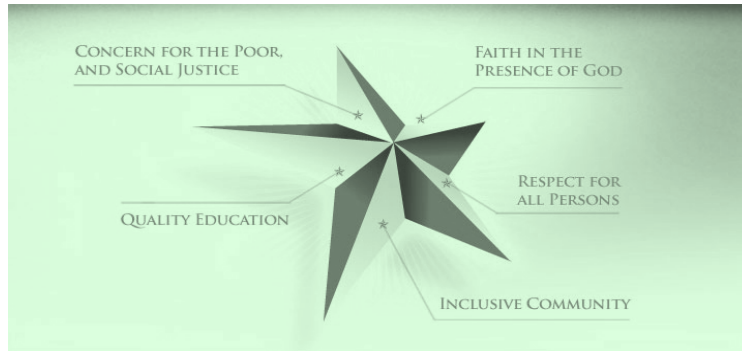 CONCERN FOR THE POOR,
AND SOCIAL JUSTICE
FAITH IN THE
PRESENCE OF GOD
RESPECT FOR
ALL PERSONS
QUALITY EDUCATION
INCLUSIVE COMMUNITY